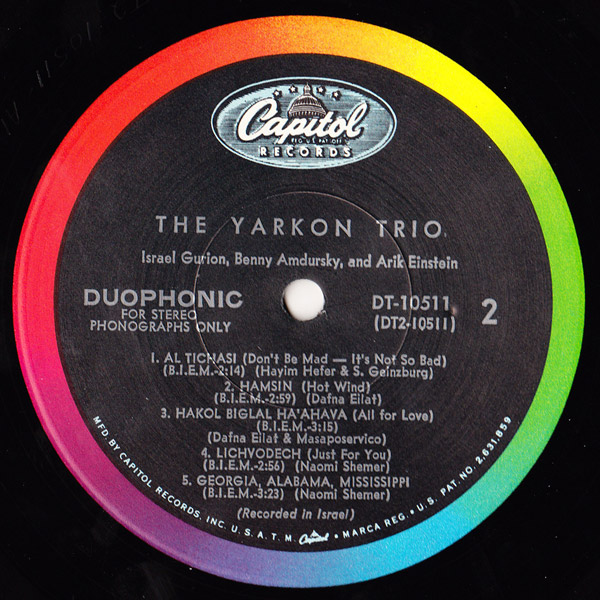 Capitol
RECORDS
THE YARKON TRIO
Israel Gurion, Benny Amdursky, and Arik Einstein
DUOPHONIC
FOR STEREO
PHONOGRAPHS ONLY
DT-10511
(DT2-10511)
2
1. AL TICHASI (Don't Be Mad — It's Not So Bad)
(B.I.E.M.-2:14) (Hayim Hefer & S. Geinzburg)
2. HAMSIN (Hot Wind)
(B.I.E.M.-2:59) (Dafna Eilat)
3. HAKOL BIGLAL HA'AHAVA (All for Love)
(B.I.E.M.-3:15)
(Dafna Eilat & Masaposervico)
4. LICHVODECH (Just For You)
(B.I.E.M.-2:56) (Naomi Shemer)
5. GEORGIA, ALABAMA, MISSISSIPPI
(B.I.E.M.-3:23) (Naomi Shemer)
(Recorded in Israel)
MFD. BY CAPITOL RECORDS, INC. U.S.A. T.M. Capitol • MARCA REG. • U.S. PAT. NO. 2,631,859